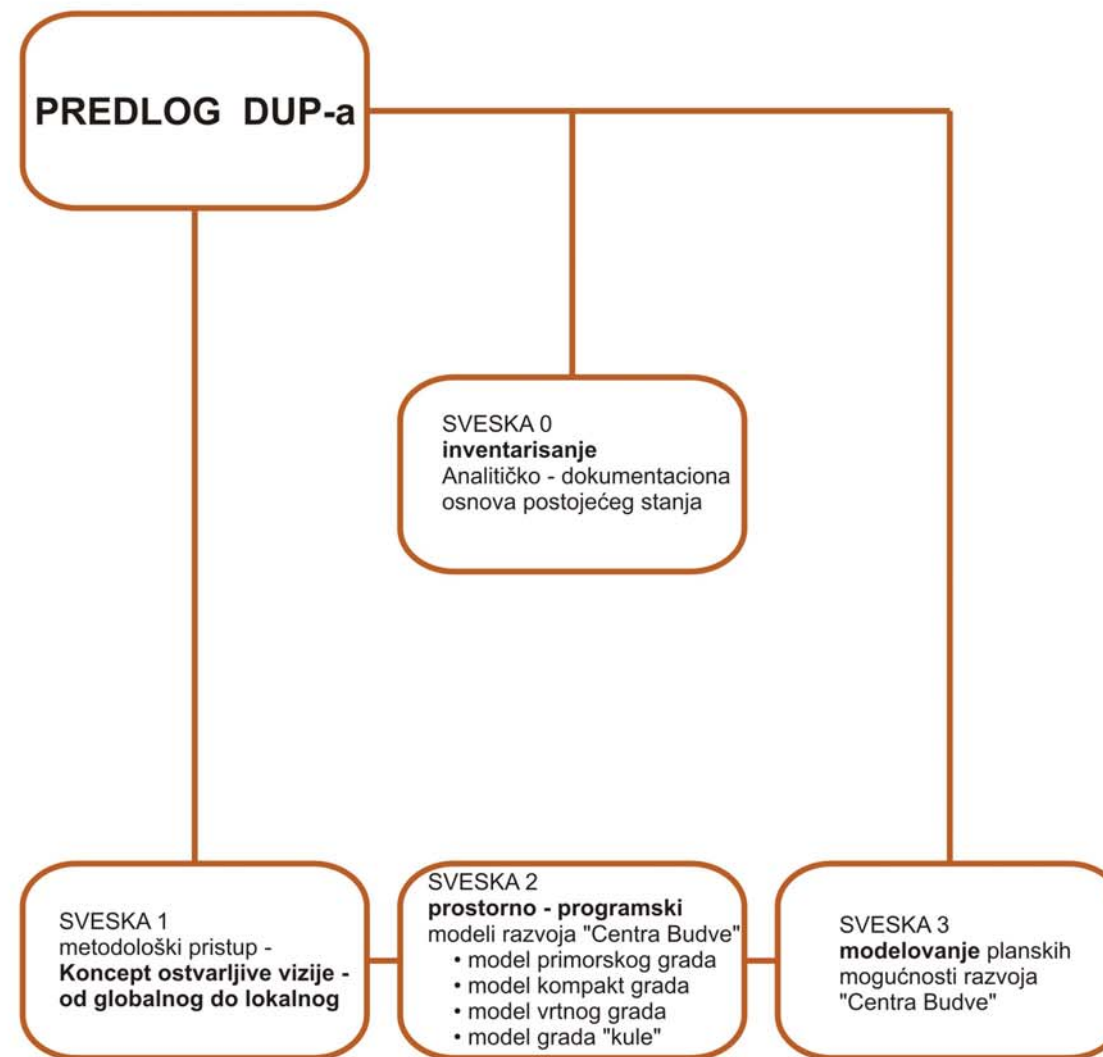 PREDLOG DUP-a
SVESKA 0
inventarisanje
Analitičko - dokumentaciona
osnova postojećeg stanja
SVESKA 1
metodološki pristup -
Koncept ostvarljive vizije -
od globalnog do lokalnog
SVESKA 2
prostorno - programski
modeli razvoja "Centra Budve"
• model primorskog grada
• model kompakt grada
• model vrtnog grada
• model grada "kule"
SVESKA 3
modelovanje planskih
mogućnosti razvoja
"Centra Budve"